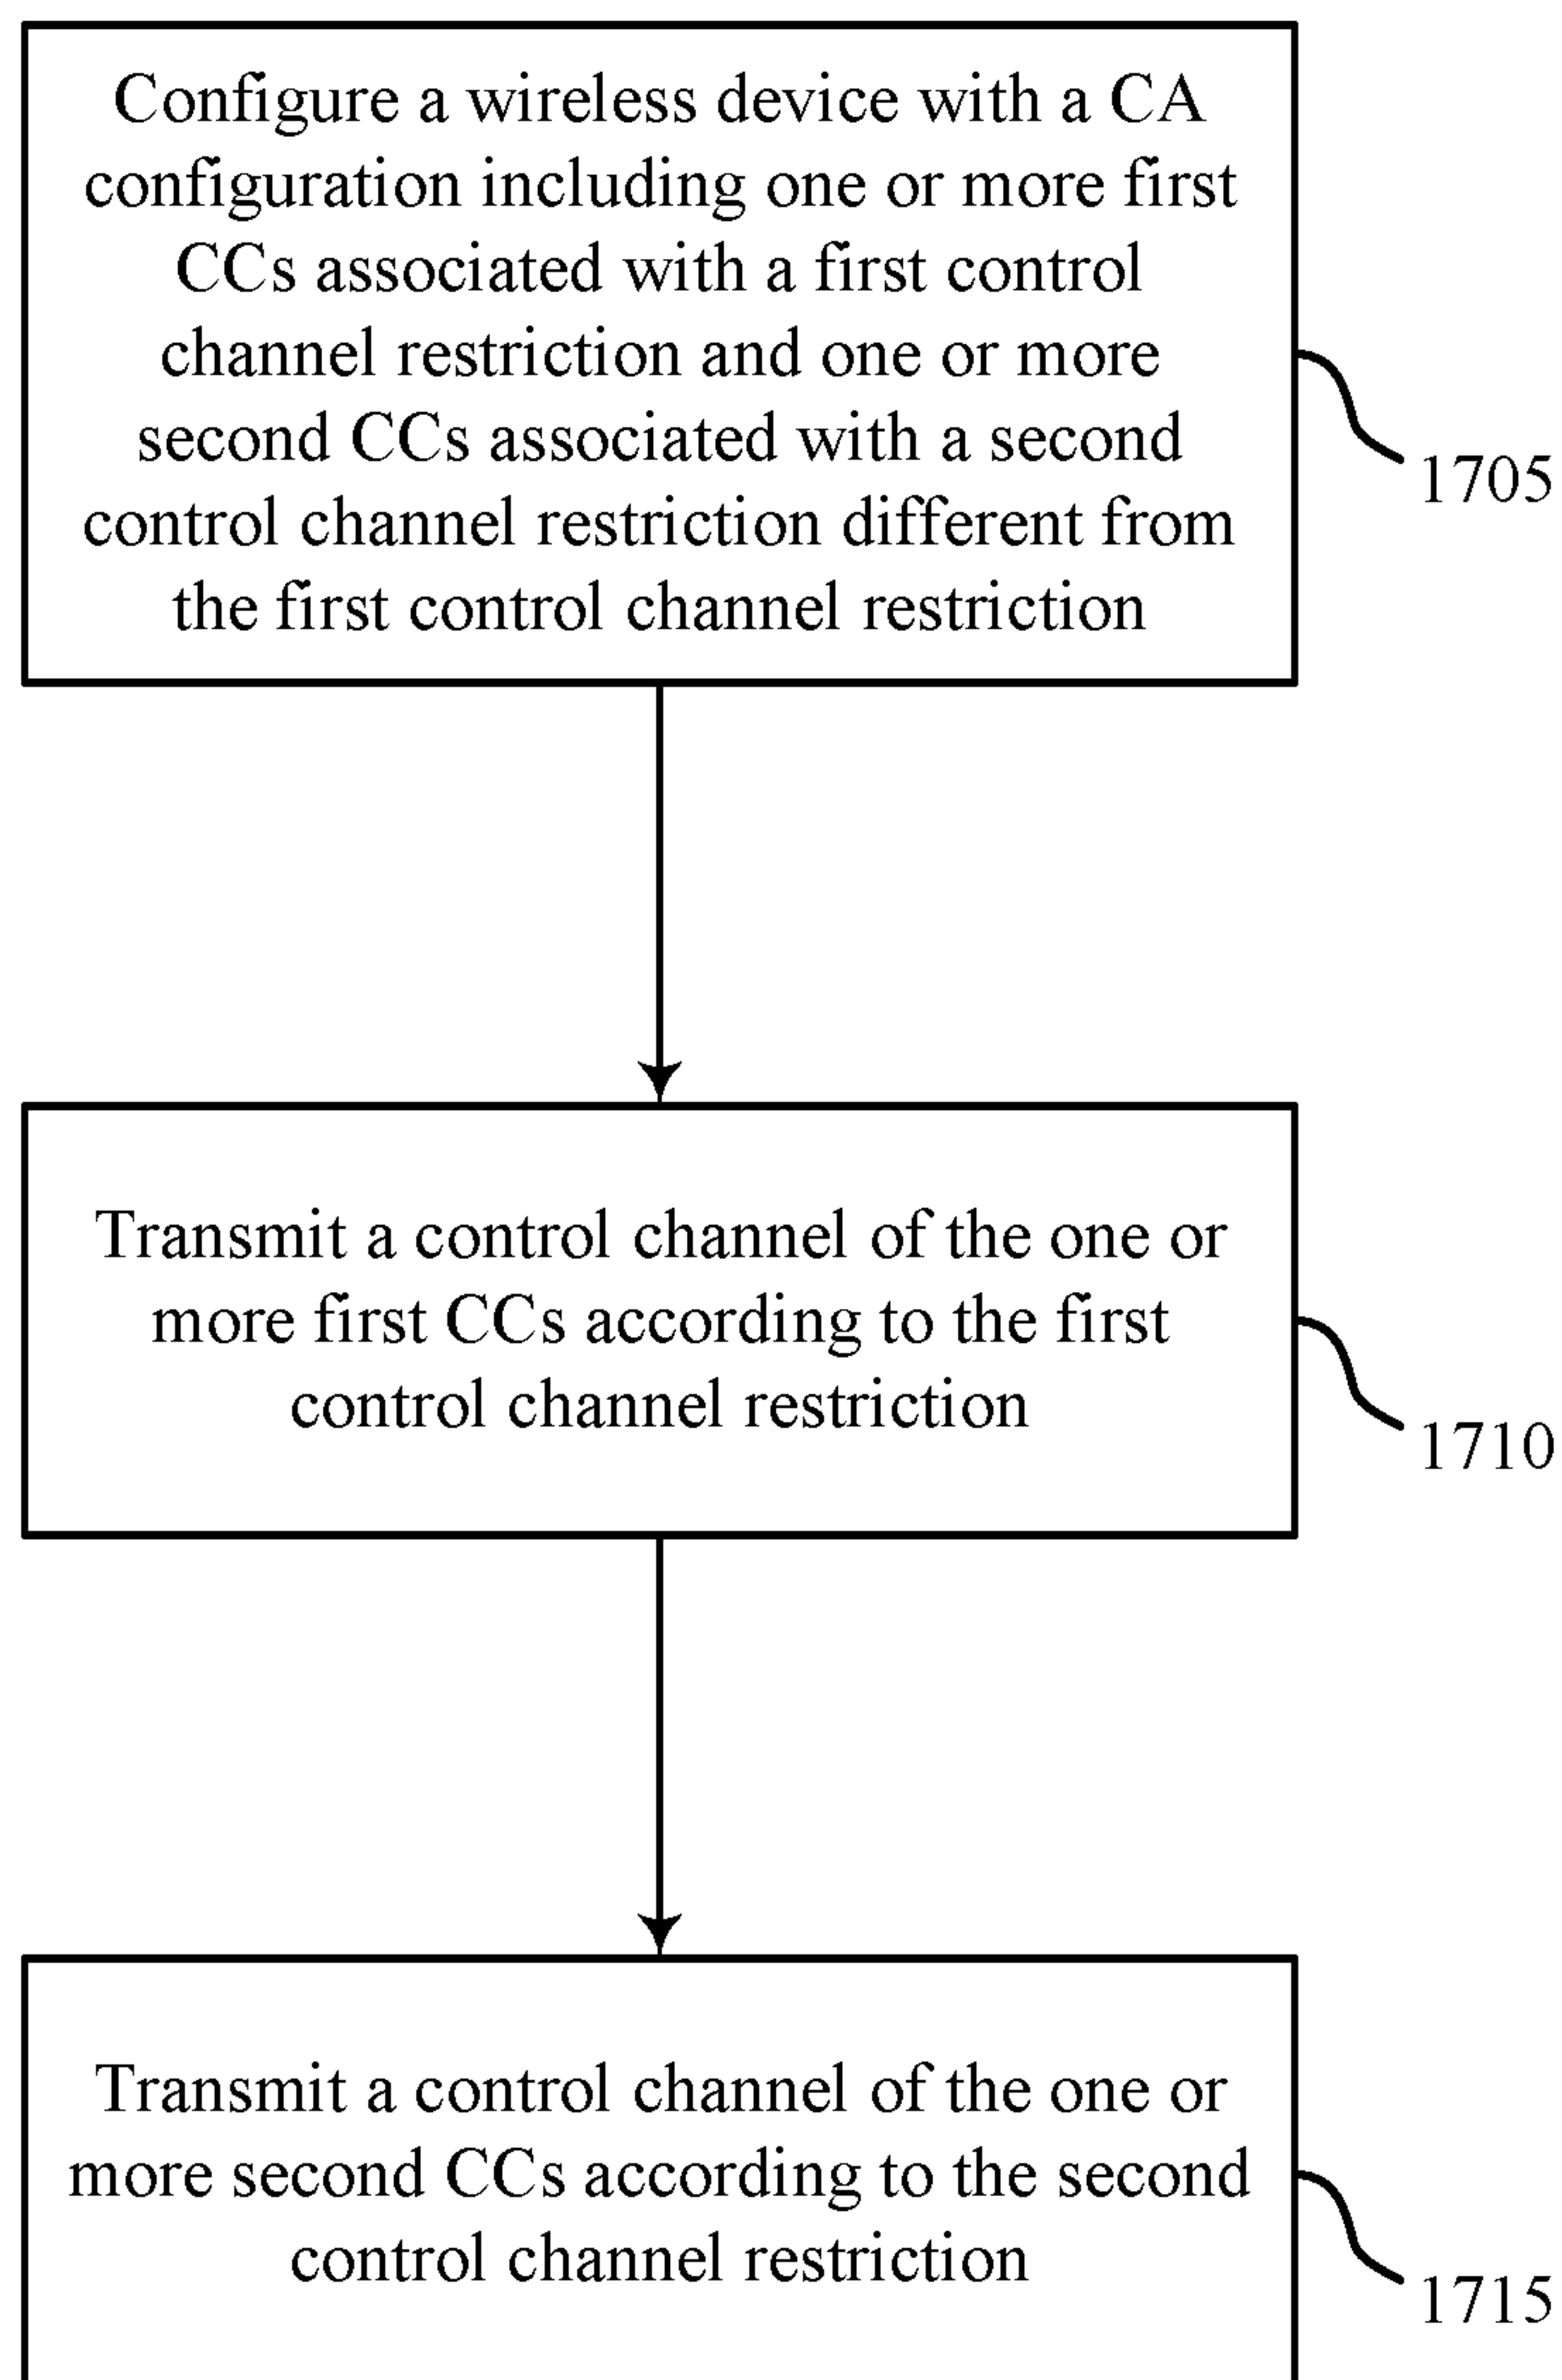 Configure a wireless device with a CA
configuration including one or more first
CCs associated with a first control
channel restriction and one or more
second CCs associated with a second
control channel restriction different from
the first control channel restriction
1705
Transmit a control channel of the one or
more first CCs according to the first
control channel restriction
1710
Transmit a control channel of the one or
more second CCs according to the second
control channel restriction
1715